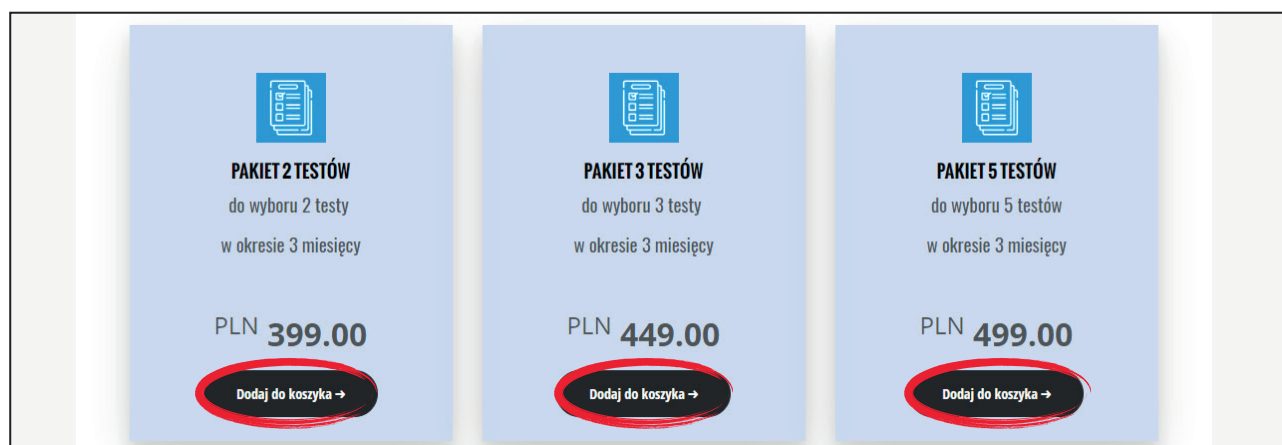 PAKIET 2 TESTÓW
do wyboru 2 testy
w okresie 3 miesięcy
PLN 399.00
Dodaj do koszyka →
PAKIET 3 TESTÓW
do wyboru 3 testy
w okresie 3 miesięcy
PLN 449.00
Dodaj do koszyka →
PAKIET 5 TESTÓW
do wyboru 5 testów
w okresie 3 miesięcy
PLN 499.00
Dodaj do koszyka →